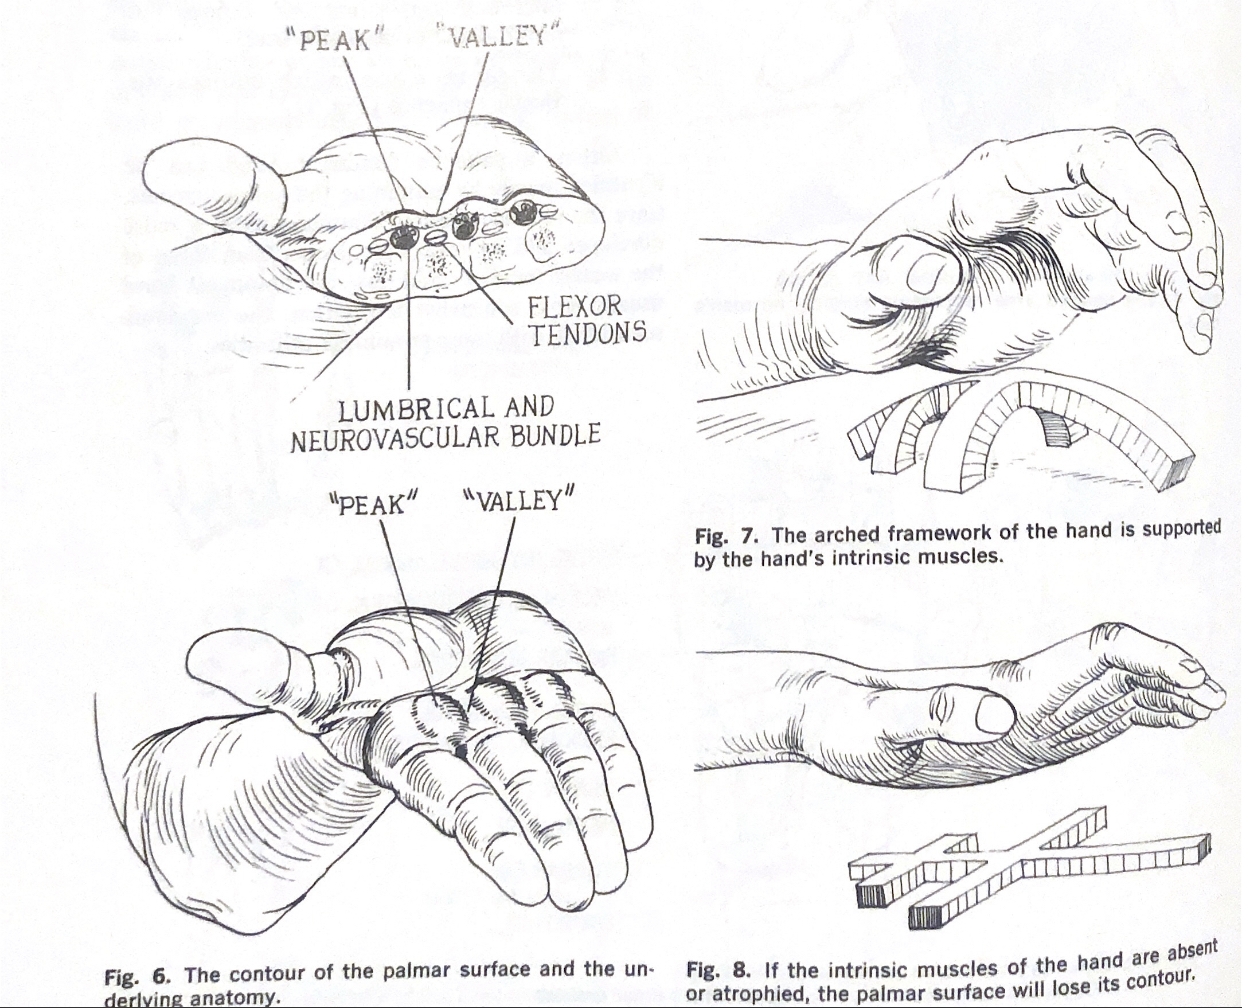 "PEAK" "VALLEY"
FLEXOR
TENDONS
LUMBRICAL AND
NEUROVASCULAR BUNDLE
"PEAK" "VALLEY"
Fig. 6. The contour of the palmar surface and the un-
derlying anatomy.
Fig. 7. The arched framework of the hand is supported
by the hand's intrinsic muscles.
Fig. 8. If the intrinsic muscles of the hand are absent
or atrophied, the palmar surface will lose its contour.